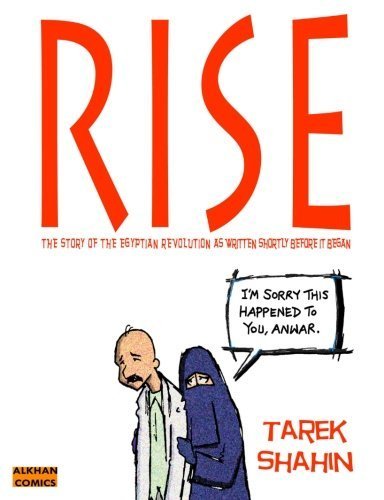 RISE
THE STORY OF THE EGYPTIAN REVOLUTION AS WRITTEN SHORTLY BEFORE IT BEGAN
I'M SORRY THIS
HAPPENED TO
YOU, ANWAR.
TAREK
SHAHIN
ALKHAN
COMICS